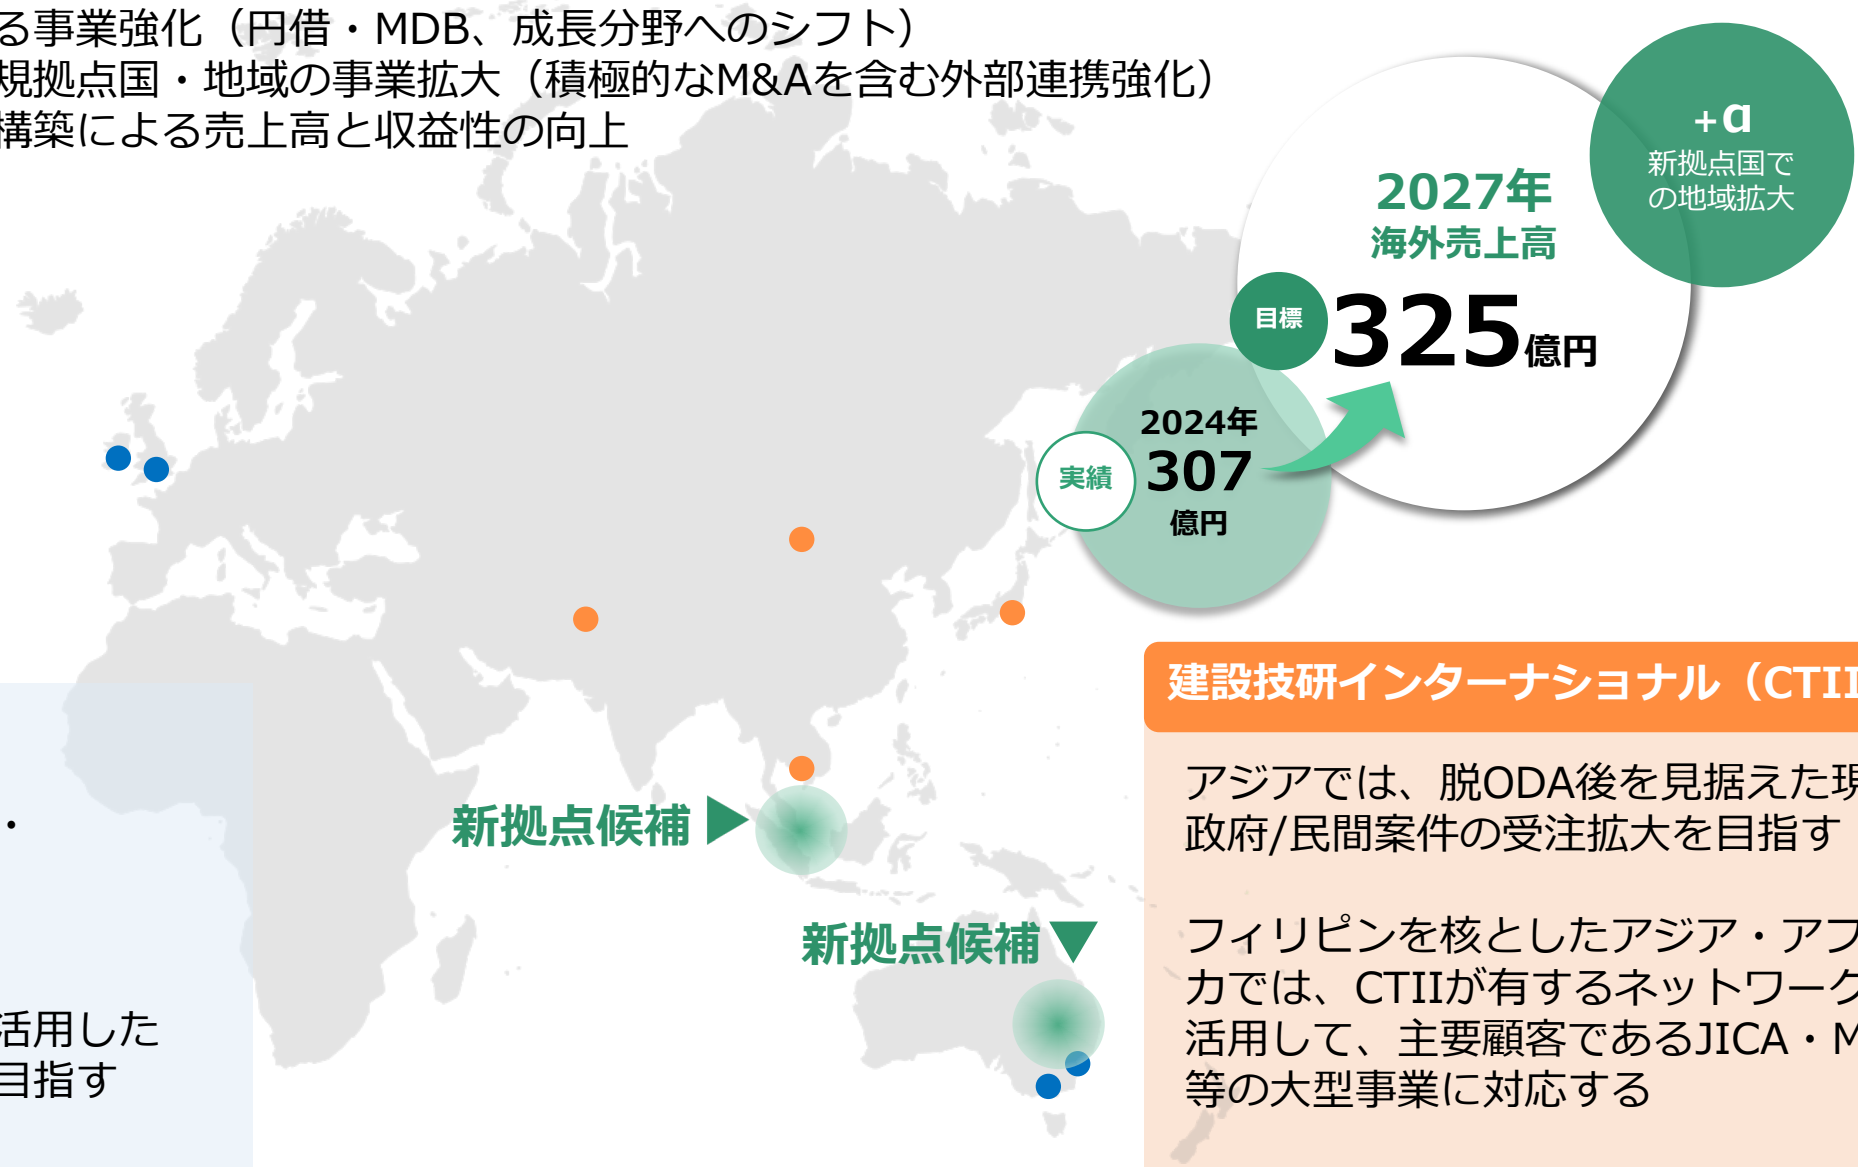 る事業強化（円借・MDB、成長分野へのシフト）
規拠点国・地域の事業拡大（積極的なM&Aを含む外部連携強化）
構築による売上高と収益性の向上
+α
新拠点国で
の地域拡大
2027年
海外売上高
目標
325億円
2024年
実績
307
億円
建設技研インターナショナル（CTII
アジアでは、脱ODA後を見据えた現
政府/民間案件の受注拡大を目指す
新拠点候補▶
・
新拠点候補▼
フィリピンを核としたアジア・アフ
カでは、CTIIが有するネットワーク
活用して、主要顧客であるJICA・M
等の大型事業に対応する
活用した
目指す